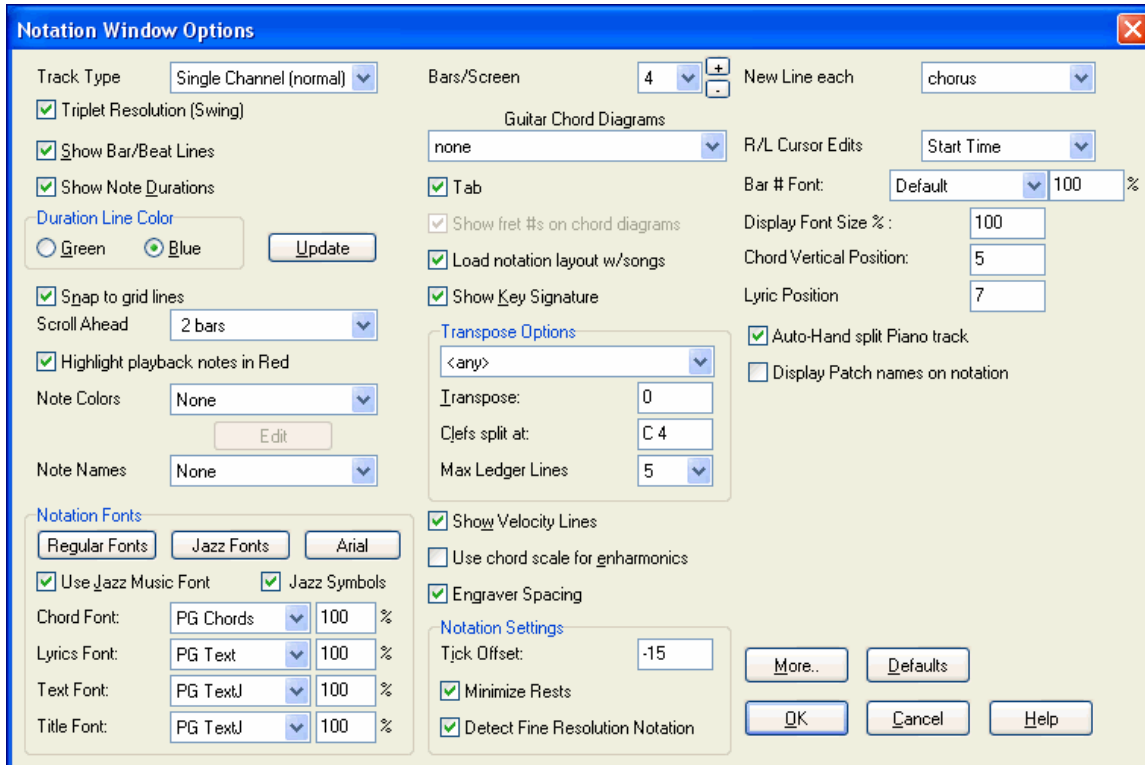 Notation Window Options
Track Type Single Channel (normal)
Triplet Resolution (Swing)
Show Bar/Beat Lines
Show Note Durations
Duration Line Color
Green Blue Update
Snap to grid lines
Scroll Ahead 2 bars
Highlight playback notes in Red
Note Colors None
Edit
Note Names None
Notation Fonts
Regular Fonts Jazz Fonts Arial
Use Jazz Music Font Jazz Symbols
Chord Font: PG Chords 100 %
Lyrics Font: PG Text 100 %
Text Font: PG TextJ 100 %
Title Font: PG TextJ 100 %
Bars/Screen 4 + -
Guitar Chord Diagrams
none
Tab
Show fret #s on chord diagrams
Load notation layout w/songs
Show Key Signature
Transpose Options
<any>
Transpose: 0
Clefs split at: C 4
Max Ledger Lines 5
Show Velocity Lines
Use chord scale for enharmonics
Engraver Spacing
Notation Settings
Tick Offset: -15
Minimize Rests
Detect Fine Resolution Notation
New Line each chorus
R/L Cursor Edits Start Time
Bar # Font: Default 100 %
Display Font Size % : 100
Chord Vertical Position: 5
Lyric Position 7
Auto-Hand split Piano track
Display Patch names on notation
More.. Defaults
OK Cancel Help